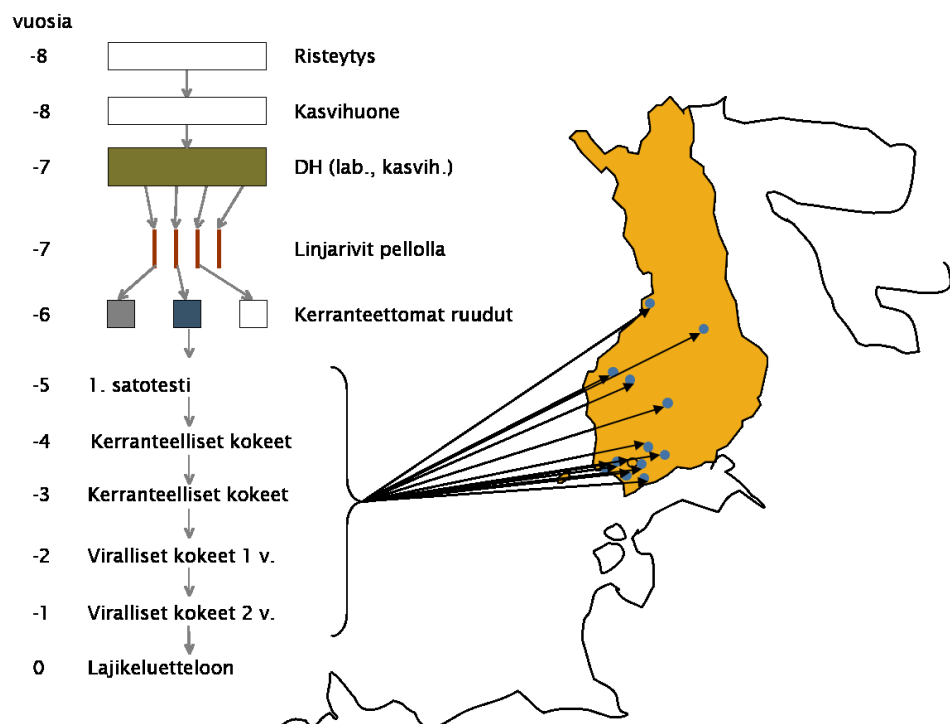 vuosia
-8 Risteytys
-8 Kasvihuone
-7 DH (lab., kasvih.)
-7 Linjarivit pellolla
-6 Kerranteettomat ruudut
-5 1. satotesti
-4 Kerranteelliset kokeet
-3 Kerranteelliset kokeet
-2 Viralliset kokeet 1 v.
-1 Viralliset kokeet 2 v.
0 Lajikeluetteloon